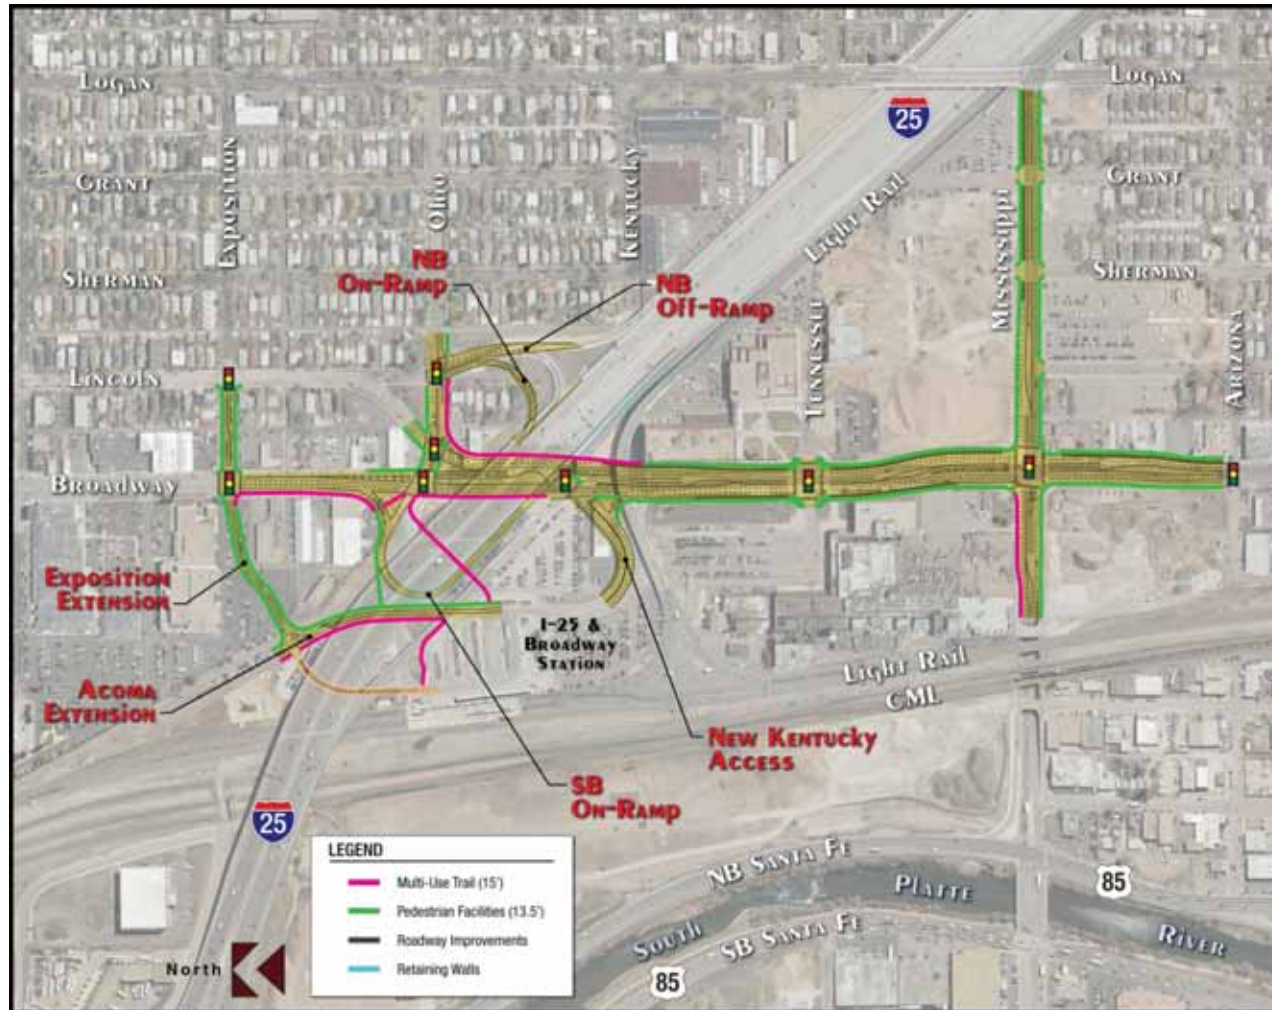 LOGAN
LOGAN
25
GRANT
EXPOSITION
OHIO
KENTUCKY
LIGHT RAIL
MISSISSIPPI
GRANT
SHERMAN
NB
ON-RAMP
NB
OFF-RAMP
SHERMAN
TENNESSEE
ARIZONA
LINCOLN
BROADWAY
EXPOSITION
EXTENSION
I-25 &
BROADWAY
STATION
ACOMA
EXTENSION
LIGHT RAIL
CML
NEW KENTUCKY
ACCESS
SB
ON-RAMP
25
LEGEND
Multi-Use Trail (15')
Pedestrian Facilities (13.5')
Roadway Improvements
Retaining Walls
North
NB SANTA FE
PLATTE
85
SOUTH
SB SANTA FE
RIVER
85